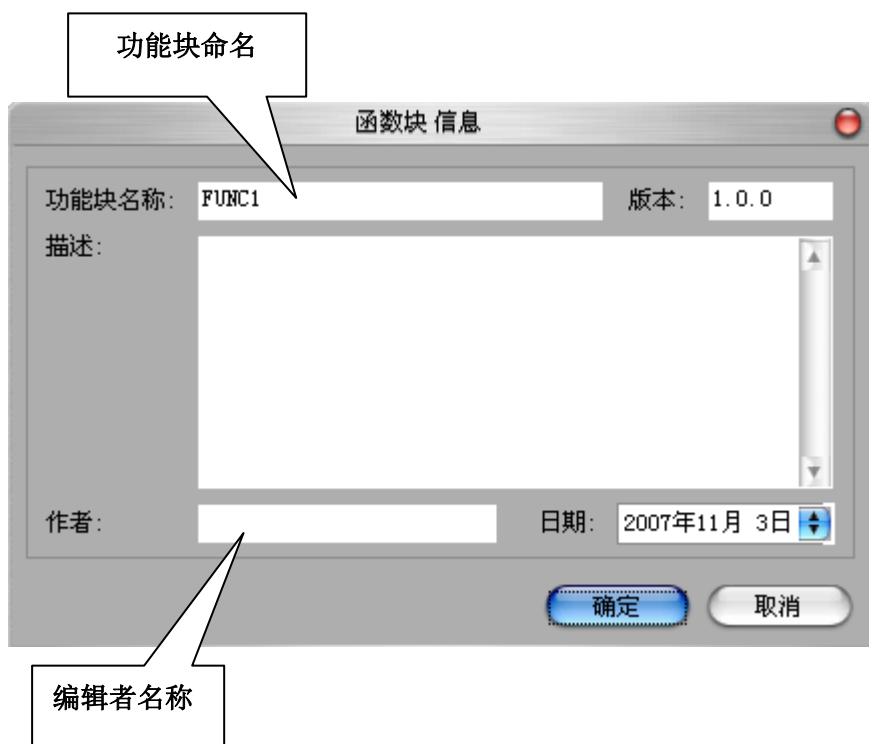 功能块命名
函数块 信息
功能块名称: FUNC1 版本: 1.0.0
描述:
作者: 日期: 2007年11月 3日
确定 取消
编辑者名称